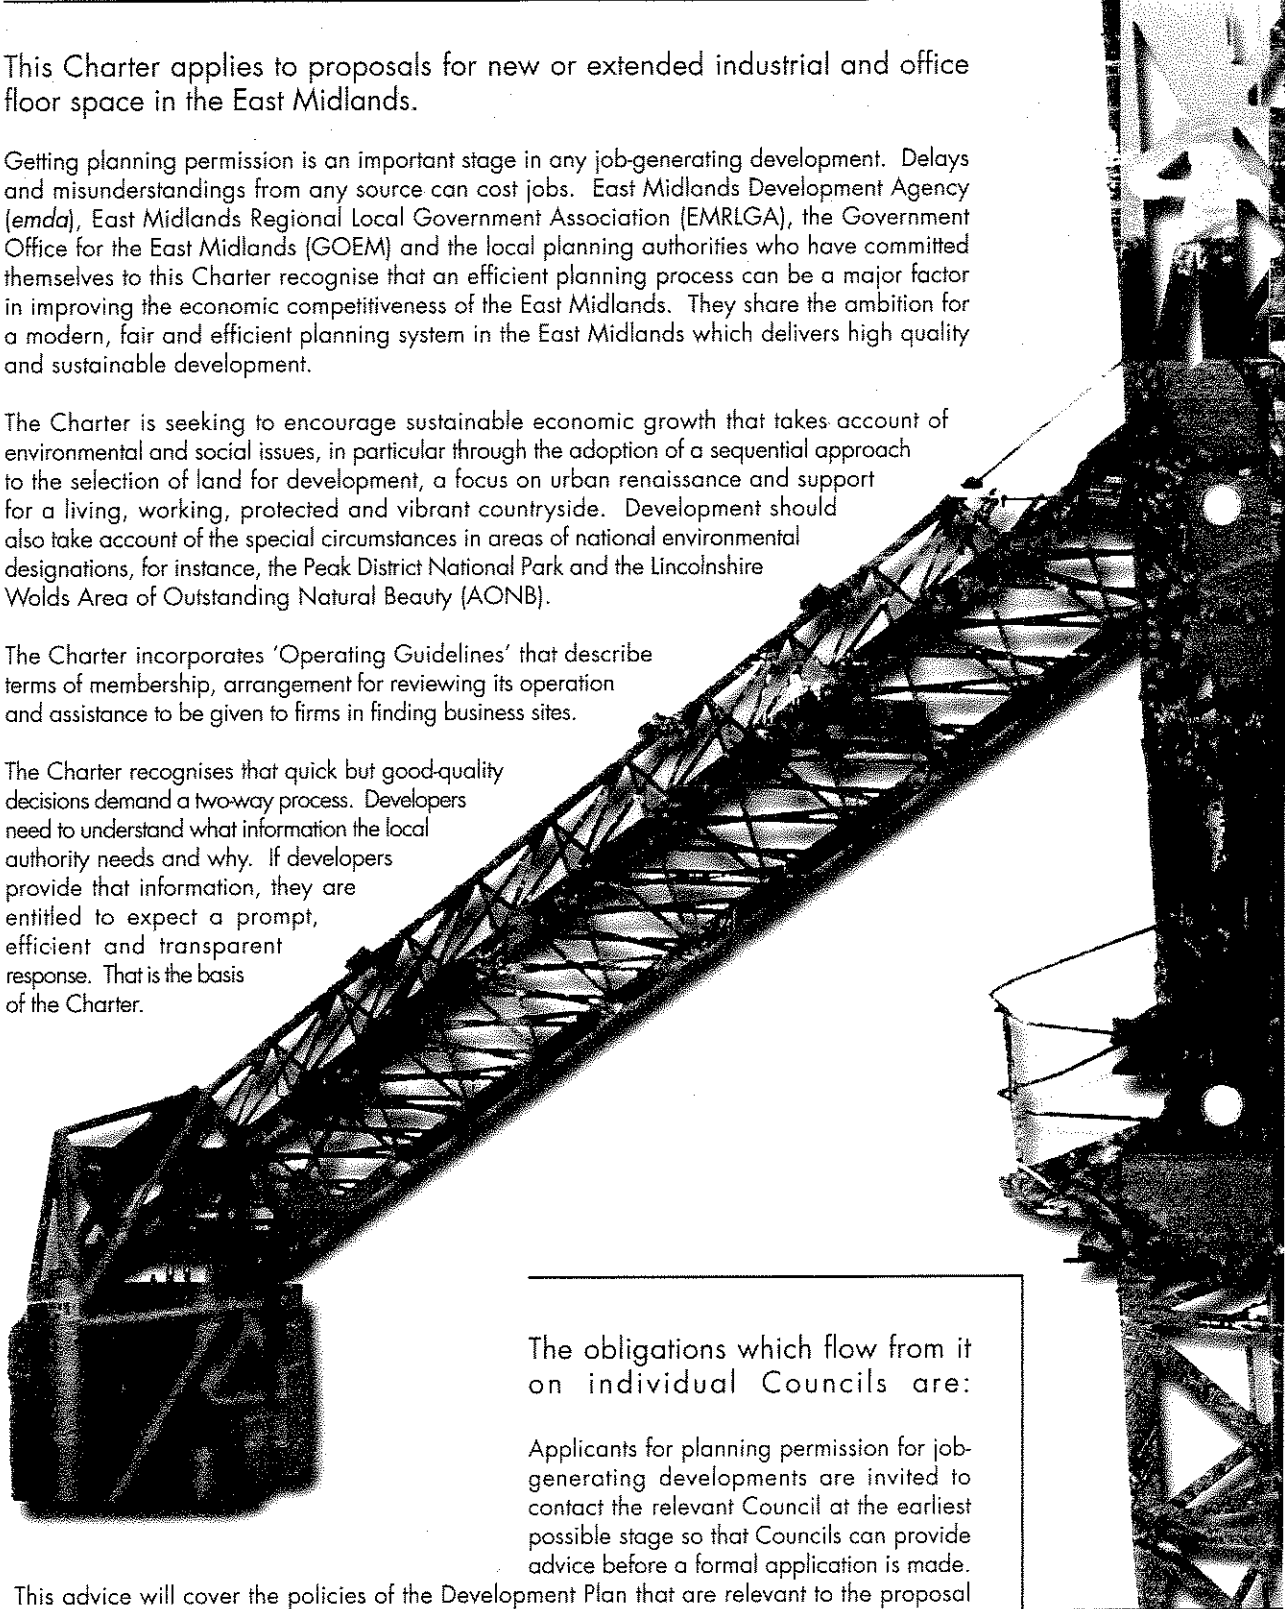 This Charter applies to proposals for new or extended industrial and office
floor space in the East Midlands.
Getting planning permission is an important stage in any job-generating development. Delays
and misunderstandings from any source can cost jobs. East Midlands Development Agency
(emda), East Midlands Regional Local Government Association (EMRLGA), the Government
Office for the East Midlands (GOEM) and the local planning authorities who have committed
themselves to this Charter recognise that an efficient planning process can be a major factor
in improving the economic competitiveness of the East Midlands. They share the ambition for
a modern, fair and efficient planning system in the East Midlands which delivers high quality
and sustainable development.
The Charter is seeking to encourage sustainable economic growth that takes account of
environmental and social issues, in particular through the adoption of a sequential approach
to the selection of land for development, a focus on urban renaissance and support
for a living, working, protected and vibrant countryside. Development should
also take account of the special circumstances in areas of national environmental
designations, for instance, the Peak District National Park and the Lincolnshire
Wolds Area of Outstanding Natural Beauty (AONB).
The Charter incorporates 'Operating Guidelines' that describe
terms of membership, arrangement for reviewing its operation
and assistance to be given to firms in finding business sites.
The Charter recognises that quick but good-quality
decisions demand a two-way process. Developers
need to understand what information the local
authority needs and why. If developers
provide that information, they are
entitled to expect a prompt,
efficient and transparent
response. That is the basis
of the Charter.
The obligations which flow from it
on individual Councils are:
Applicants for planning permission for job-
generating developments are invited to
contact the relevant Council at the earliest
possible stage so that Councils can provide
advice before a formal application is made.
This advice will cover the policies of the Development Plan that are relevant to the proposal